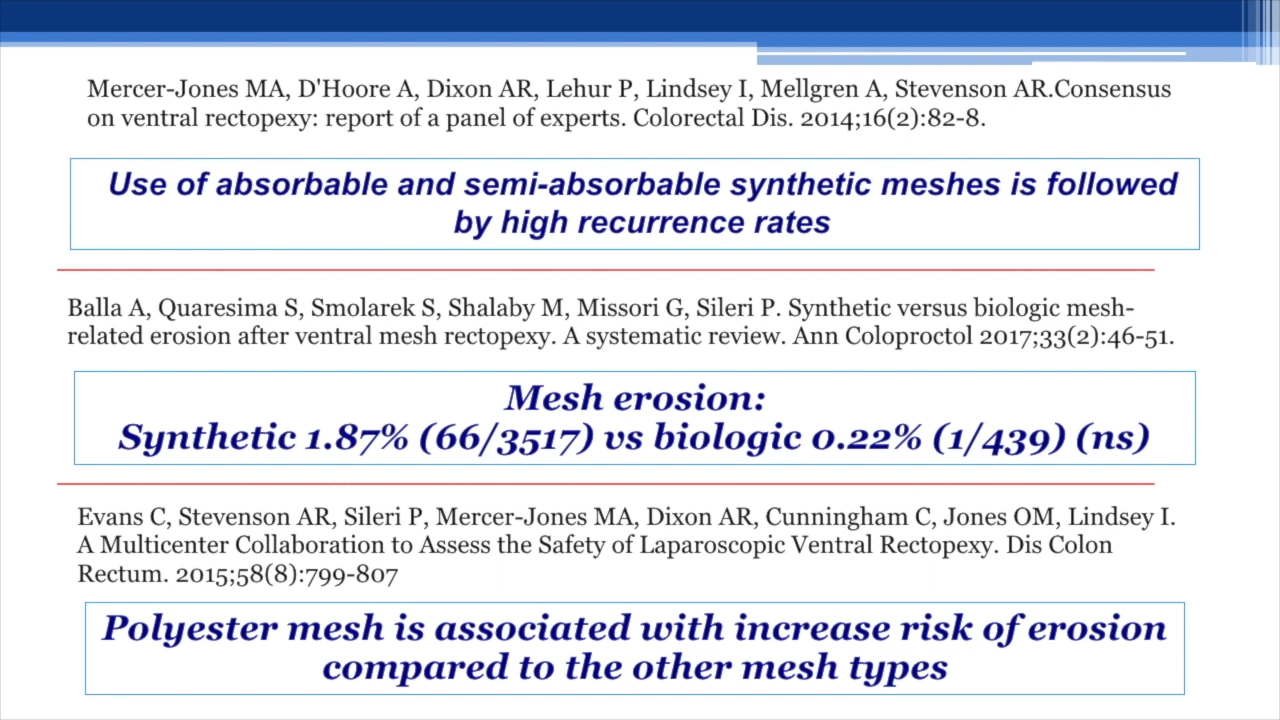 Mercer-Jones MA, D'Hoore A, Dixon AR, Lehur P, Lindsey I, Mellgren A, Stevenson AR.Consensus
on ventral rectopexy: report of a panel of experts. Colorectal Dis. 2014;16(2):82-8.
Use of absorbable and semi-absorbable synthetic meshes is followed
by high recurrence rates
Balla A, Quaresima S, Smolarek S, Shalaby M, Missori G, Sileri P. Synthetic versus biologic mesh-
related erosion after ventral mesh rectopexy. A systematic review. Ann Coloproctol 2017;33(2):46-51.
Mesh erosion:
Synthetic 1.87% (66/3517) vs biologic 0.22% (1/439) (ns)
Evans C, Stevenson AR, Sileri P, Mercer-Jones MA, Dixon AR, Cunningham C, Jones OM, Lindsey I.
A Multicenter Collaboration to Assess the Safety of Laparoscopic Ventral Rectopexy. Dis Colon
Rectum. 2015;58(8):799-807
Polyester mesh is associated with increase risk of erosion
compared to the other mesh types